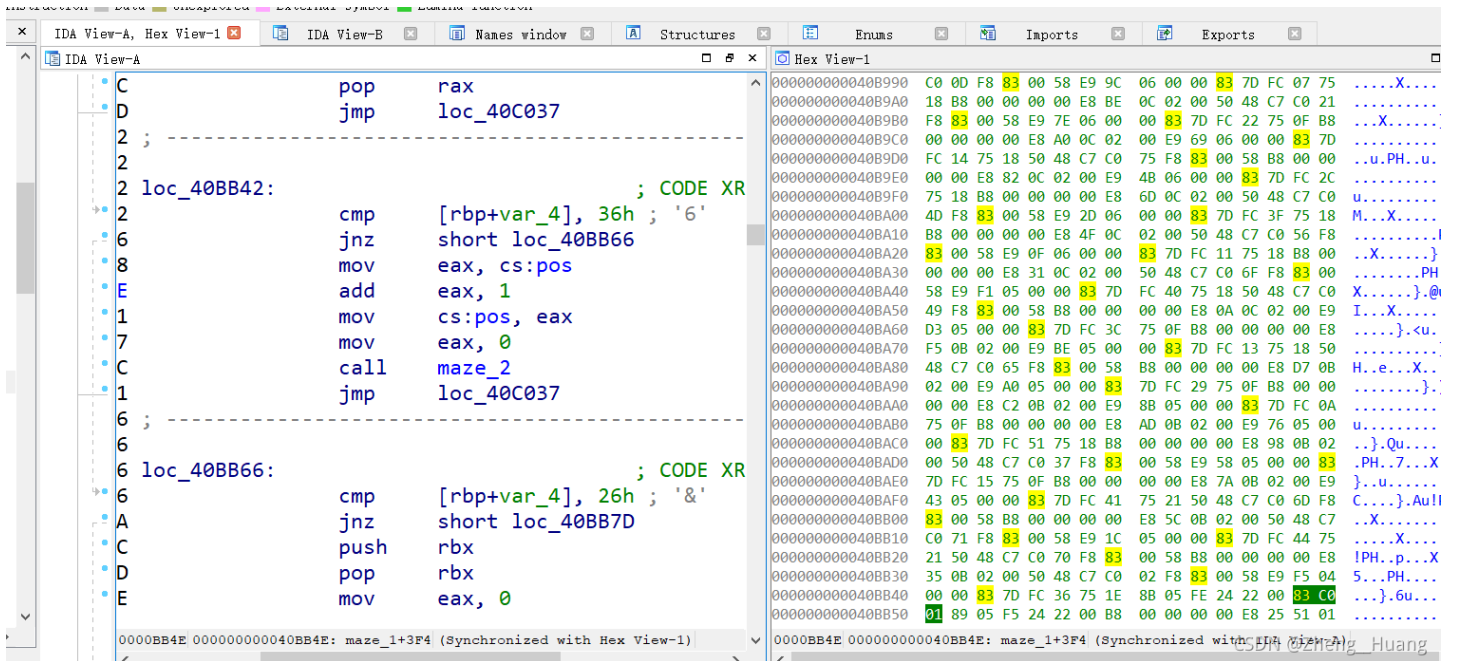 Instruction Data Unexplored External symbol Lumina function
IDA View-A, Hex View-1 IDA View-B Names window Structures Enums Imports Exports
IDA View-A
C pop rax
D jmp loc_40C037
2 ; ---------------------------------------------
2
2 loc_40BB42: ; CODE XR
2 cmp [rbp+var_4], 36h ; '6'
6 jnz short loc_40BB66
8 mov eax, cs:pos
E add eax, 1
1 mov cs:pos, eax
7 mov eax, 0
C call maze_2
1 jmp loc_40C037
6 ; ---------------------------------------------
6
6 loc_40BB66: ; CODE XR
6 cmp [rbp+var_4], 26h ; '&'
A jnz short loc_40BB7D
C push rbx
D pop rbx
E mov eax, 0
0000BB4E 000000000040BB4E: maze_1+3F4 (Synchronized with Hex View-1)
Hex View-1
000000000040B990 C0 0D F8 83 00 58 E9 9C 06 00 00 83 7D FC 07 75 .....X....
000000000040B9A0 18 B8 00 00 00 00 E8 BE 0C 02 00 50 48 C7 C0 21 ..........
000000000040B9B0 F8 83 00 58 E9 7E 06 00 00 83 7D FC 22 75 0F B8 ...X......
000000000040B9C0 00 00 00 00 E8 A0 0C 02 00 E9 69 06 00 00 83 7D ..........
000000000040B9D0 FC 14 75 18 50 48 C7 C0 75 F8 83 00 58 B8 00 00 ..u.PH..u.
000000000040B9E0 00 00 E8 82 0C 02 00 E9 4B 06 00 00 83 7D FC 2C ..........
000000000040B9F0 75 18 B8 00 00 00 00 E8 6D 0C 02 00 50 48 C7 C0 u.........
000000000040BA00 4D F8 83 00 58 E9 2D 06 00 00 83 7D FC 3F 75 18 M...X.....
000000000040BA10 B8 00 00 00 00 E8 4F 0C 02 00 50 48 C7 C0 56 F8 ..........
000000000040BA20 83 00 58 E9 0F 06 00 00 83 7D FC 11 75 18 B8 00 ..X......}
000000000040BA30 00 00 00 E8 31 0C 02 00 50 48 C7 C0 6F F8 83 00 ........PH
000000000040BA40 58 E9 F1 05 00 00 83 7D FC 40 75 18 50 48 C7 C0 X......}.@u
000000000040BA50 49 F8 83 00 58 B8 00 00 00 00 E8 0A 0C 02 00 E9 I...X.....
000000000040BA60 D3 05 00 00 83 7D FC 3C 75 0F B8 00 00 00 00 E8 .....}.<u.
000000000040BA70 F5 0B 02 00 E9 BE 05 00 00 83 7D FC 13 75 18 50 ..........
000000000040BA80 48 C7 C0 65 F8 83 00 58 B8 00 00 00 00 E8 D7 0B H..e...X..
000000000040BA90 02 00 E9 A0 05 00 00 83 7D FC 29 75 0F B8 00 00 ........}.
000000000040BAA0 00 00 E8 C2 0B 02 00 E9 8B 05 00 00 83 7D FC 0A ..........
000000000040BAB0 75 0F B8 00 00 00 00 E8 AD 0B 02 00 E9 76 05 00 u.........
000000000040BAC0 00 83 7D FC 51 75 18 B8 00 00 00 00 E8 98 0B 02 ..}.Qu....
000000000040BAD0 00 50 48 C7 C0 37 F8 83 00 58 E9 58 05 00 00 83 .PH..7...X
000000000040BAE0 7D FC 15 75 0F B8 00 00 00 00 E8 7A 0B 02 00 E9 }..u......
000000000040BAF0 43 05 00 00 83 7D FC 41 75 21 50 48 C7 C0 6D F8 C....}.Au!
000000000040BB00 83 00 58 B8 00 00 00 00 E8 5C 0B 02 00 50 48 C7 ..X.......
000000000040BB10 C0 71 F8 83 00 58 E9 1C 05 00 00 83 7D FC 44 75 .....X....
000000000040BB20 21 50 48 C7 C0 70 F8 83 00 58 B8 00 00 00 00 E8 !PH..p...X
000000000040BB30 35 0B 02 00 50 48 C7 C0 02 F8 83 00 58 E9 F5 04 5...PH....
000000000040BB40 00 00 83 7D FC 36 75 1E 8B 05 FE 24 22 00 83 C0 ...}.6u...
000000000040BB50 01 89 05 F5 24 22 00 B8 00 00 00 00 E8 25 51 01 ..........
0000BB4E 000000000040BB4E: maze_1+3F4 (Synchronized with IDA View-A)
CSDN @Zheng__Huang